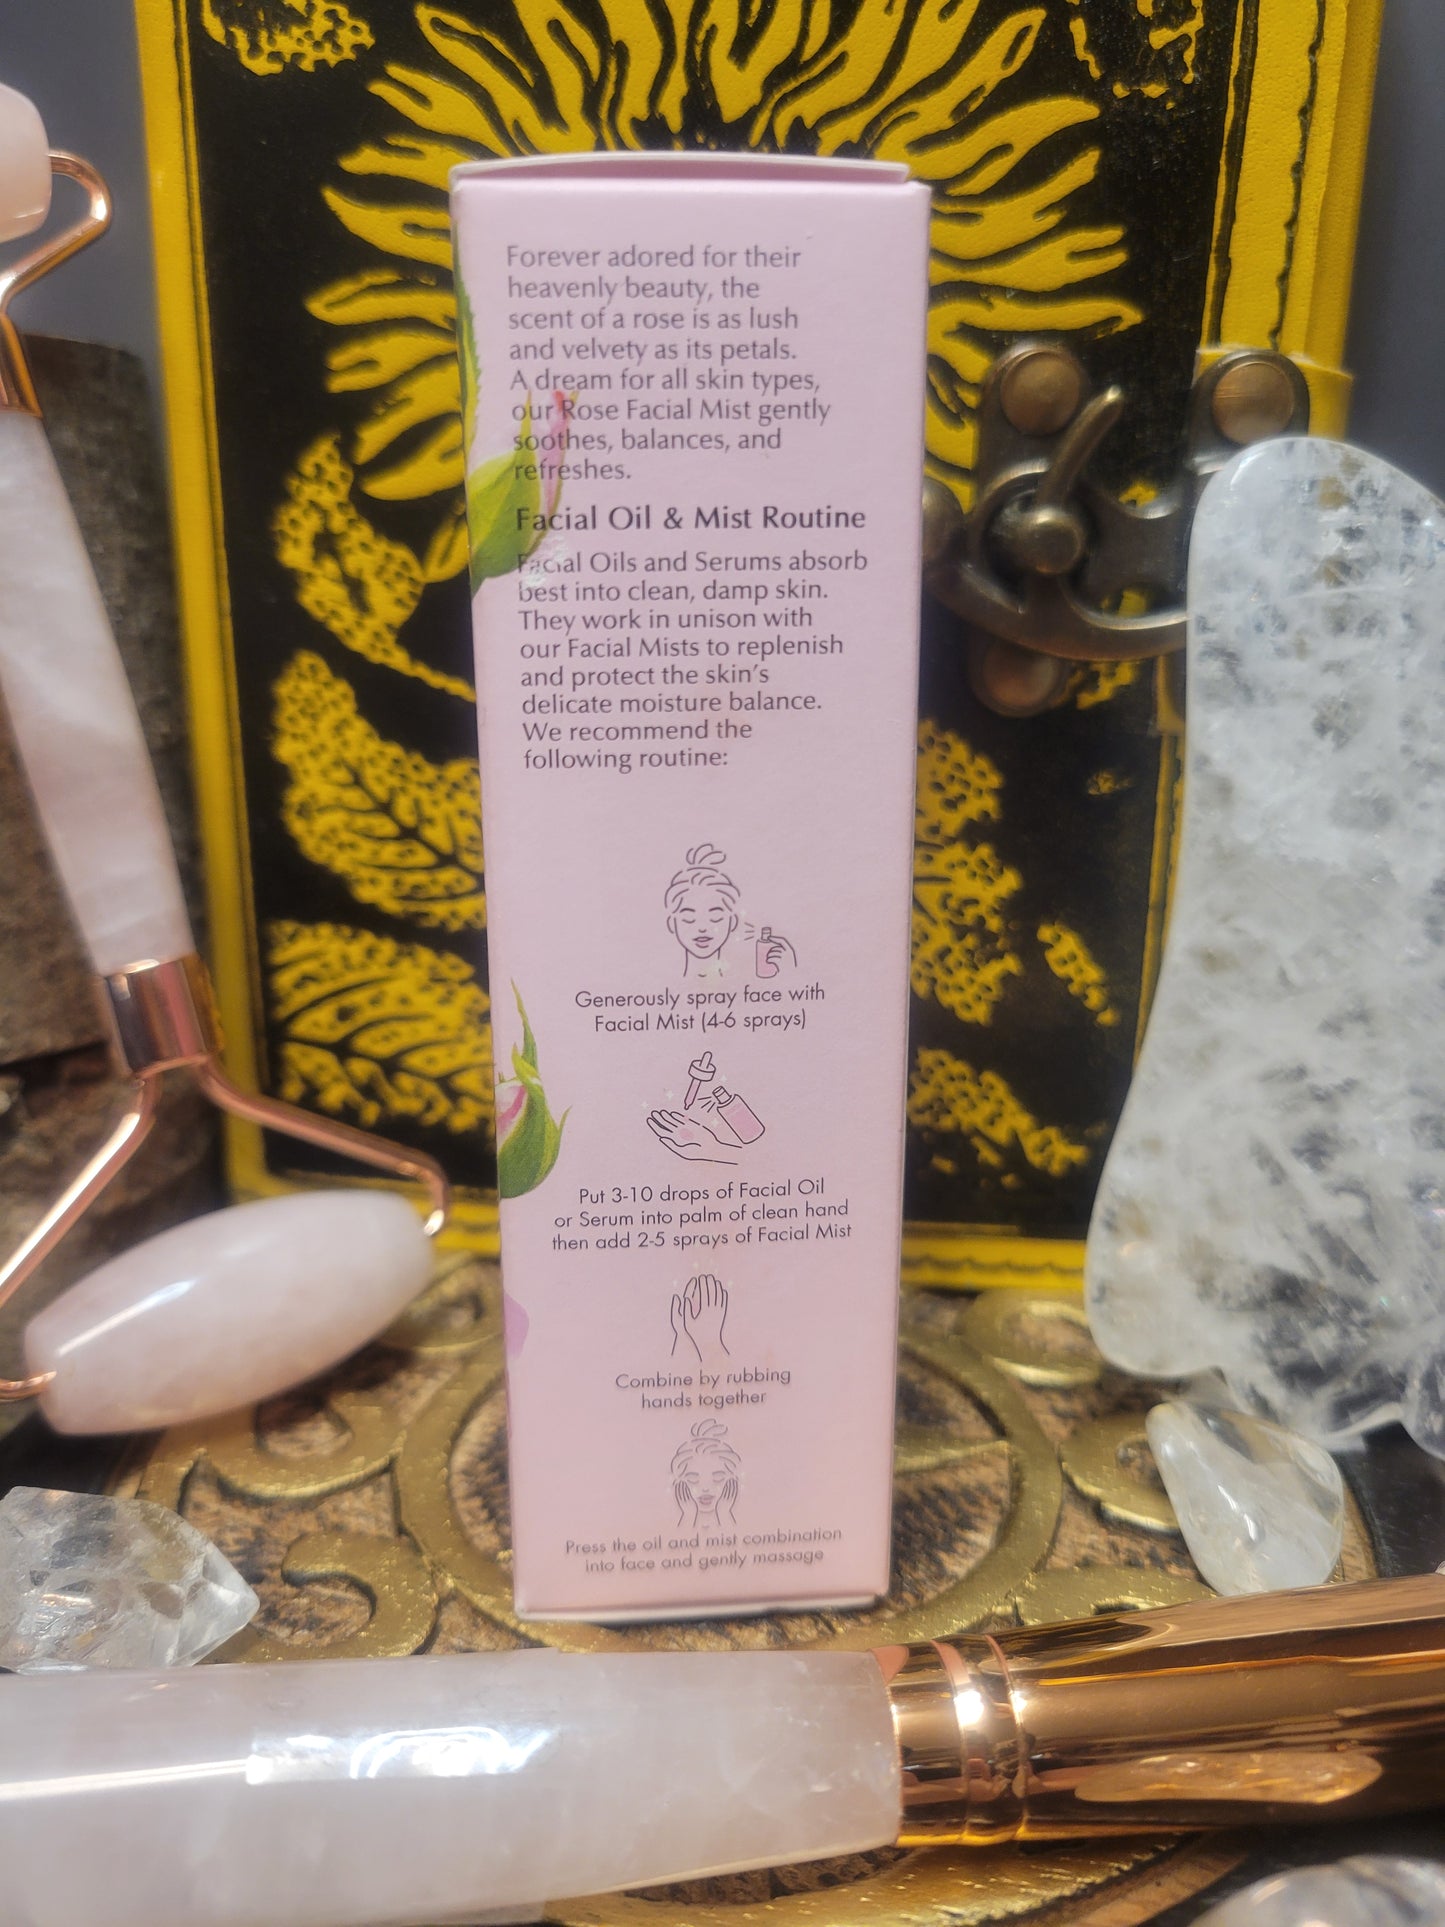 Forever adored for their
heavenly beauty, the
scent of a rose is as lush
and velvety as its petals.
A dream for all skin types,
our Rose Facial Mist gently
soothes, balances, and
refreshes.
Facial Oil & Mist Routine
Facial Oils and Serums absorb
best into clean, damp skin.
They work in unison with
our Facial Mists to replenish
and protect the skin's
delicate moisture balance.
We recommend the
following routine:
Generously spray face with
Facial Mist (4-6 sprays)
Put 3-10 drops of Facial Oil
or Serum into palm of clean hand
then add 2-5 sprays of Facial Mist
Combine by rubbing
hands together
Press the oil and mist combination
into face and gently massage